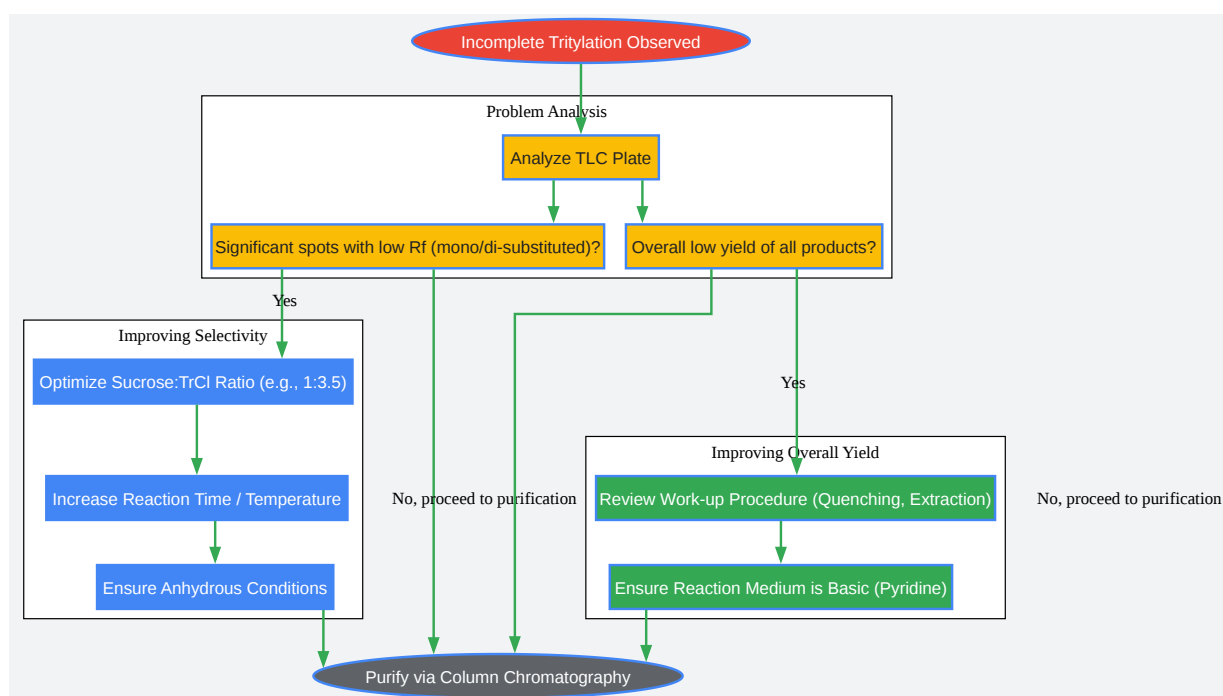 Incomplete Tritylation Observed
Problem Analysis
Analyze TLC Plate
Significant spots with low Rf (mono/di-substituted)?
Overall low yield of all products?
Yes
Improving Selectivity
Optimize Sucrose:TrCl Ratio (e.g., 1:3.5)
Yes
Improving Overall Yield
Increase Reaction Time / Temperature
No, proceed to purification
Review Work-up Procedure (Quenching, Extraction)
No, proceed to purification
Ensure Anhydrous Conditions
Ensure Reaction Medium is Basic (Pyridine)
Purify via Column Chromatography